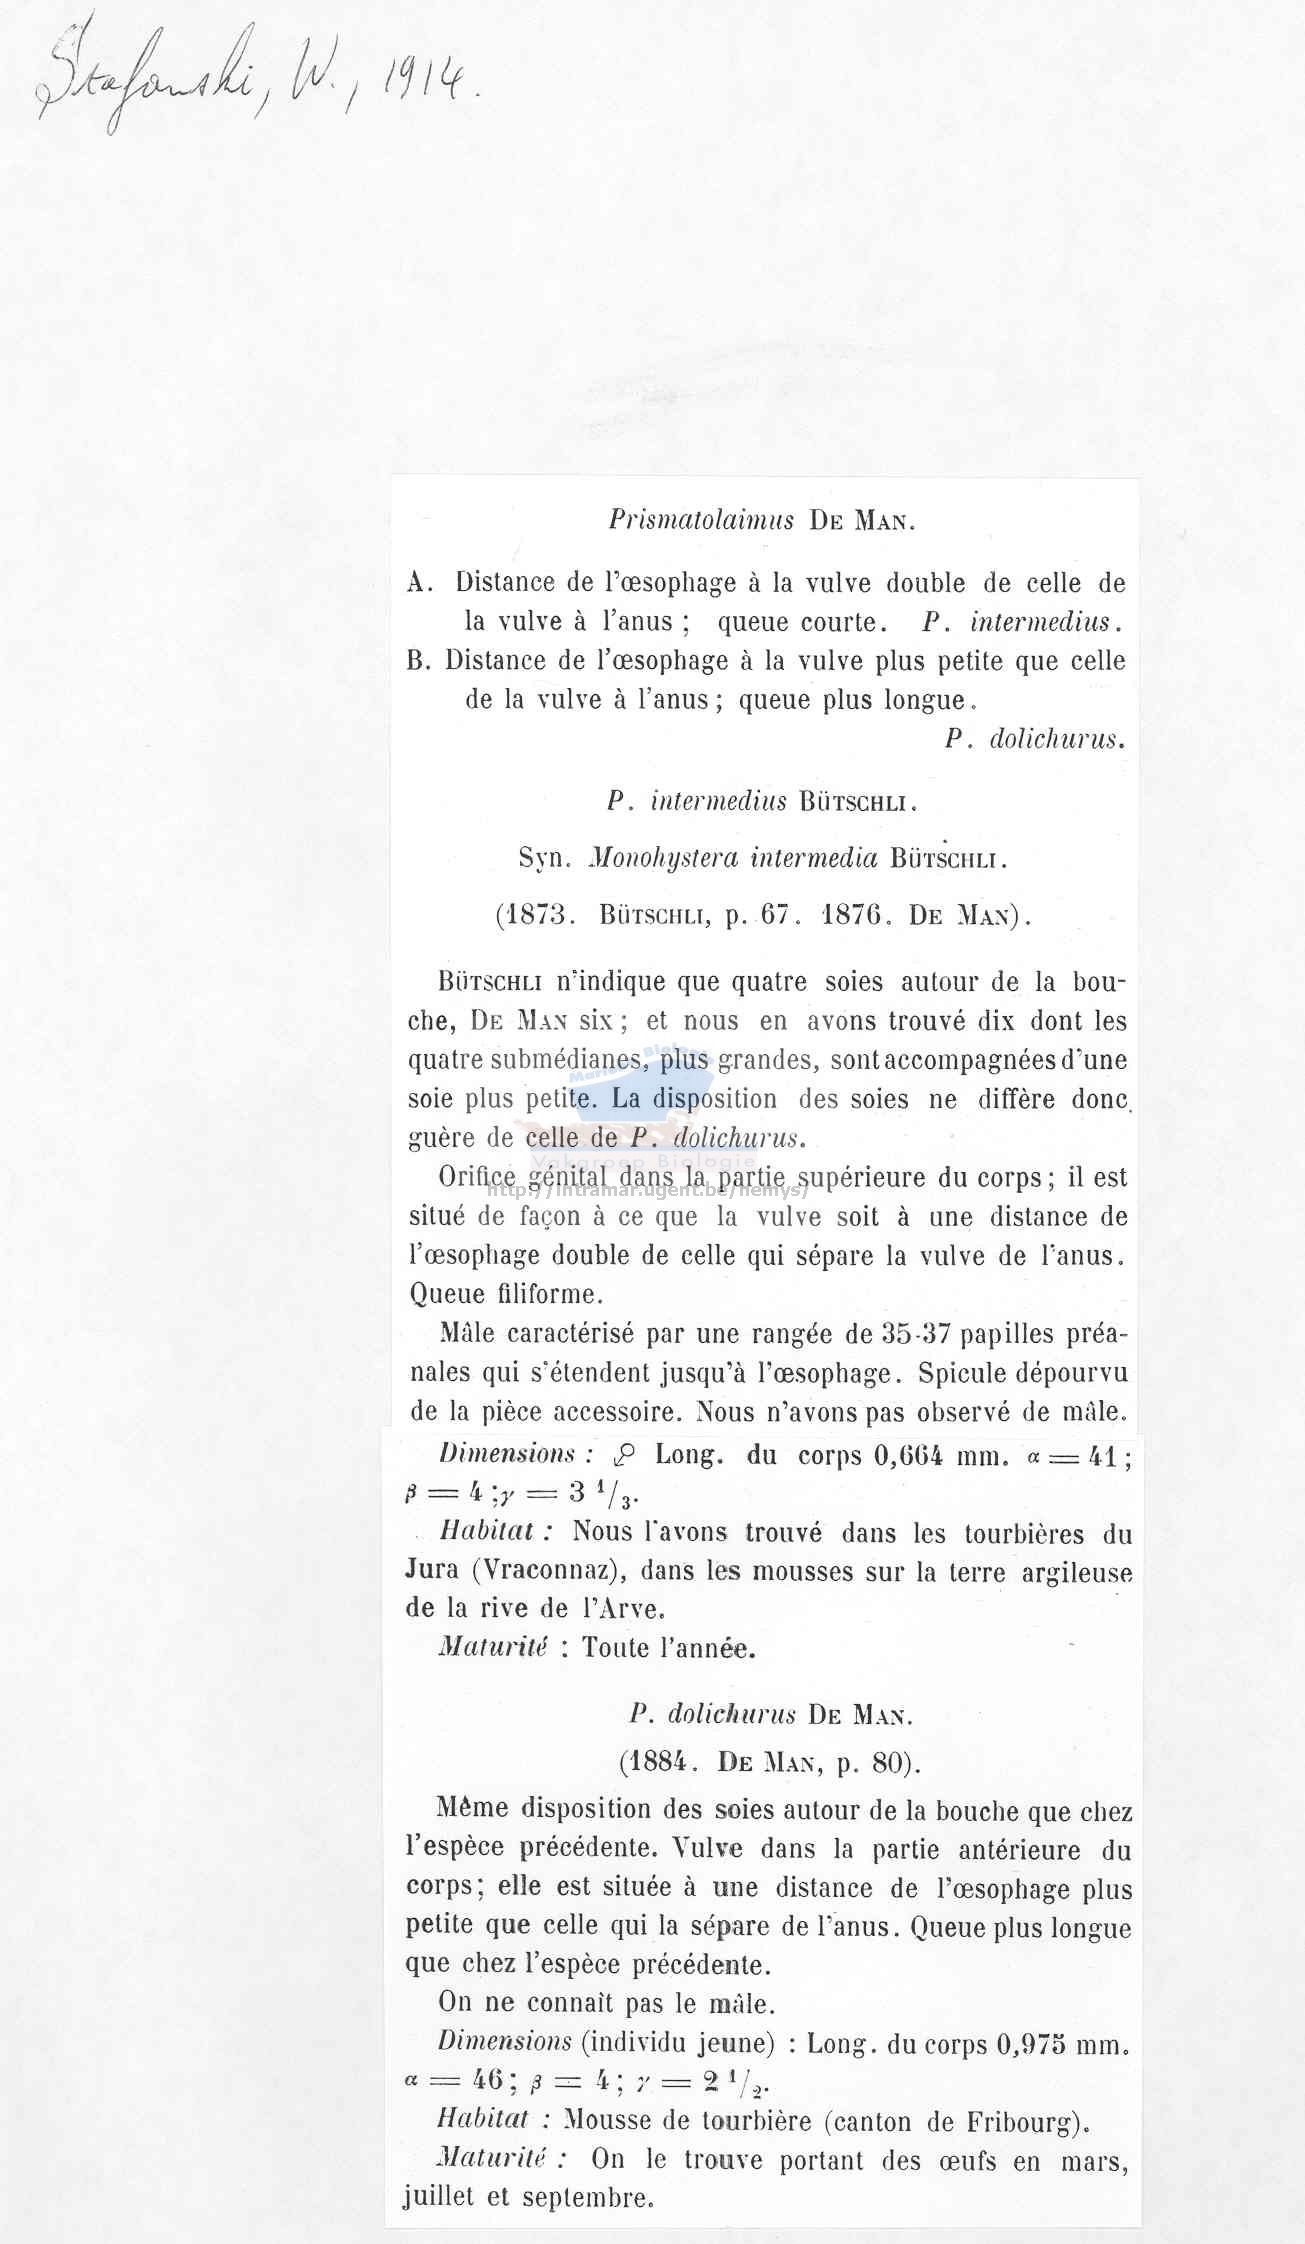 Stefanski, W., 1914.
Prismatolaimus DE MAN.
A. Distance de l'œsophage à la vulve double de celle de
la vulve à l'anus ; queue courte. P. intermedius.
B. Distance de l'œsophage à la vulve plus petite que celle
de la vulve à l'anus ; queue plus longue.
P. dolichurus.
P. intermedius BÜTSCHLI.
Syn. Monohystera intermedia BÜTSCHLI.
(1873. BÜTSCHLI, p. 67. 1876. DE MAN).
BÜTSCHLI n'indique que quatre soies autour de la bou-
che, DE MAN six ; et nous en avons trouvé dix dont les
quatre submédianes, plus grandes, sont accompagnées d'une
soie plus petite. La disposition des soies ne diffère donc
guère de celle de P. dolichurus.
Marine Biology
Vakgroep Biologie
http://intramar.ugent.be/nemys/
Orifice génital dans la partie supérieure du corps ; il est
situé de façon à ce que la vulve soit à une distance de
l'œsophage double de celle qui sépare la vulve de l'anus.
Queue filiforme.
Mâle caractérisé par une rangée de 35-37 papilles préa-
nales qui s'étendent jusqu'à l'œsophage. Spicule dépourvu
de la pièce accessoire. Nous n'avons pas observé de mâle.
Dimensions : ♀ Long. du corps 0,664 mm. α = 41 ;
β = 4 ; γ = 3 1/3.
Habitat : Nous l'avons trouvé dans les tourbières du
Jura (Vraconnaz), dans les mousses sur la terre argileuse
de la rive de l'Arve.
Maturité : Toute l'année.
P. dolichurus DE MAN.
(1884. DE MAN, p. 80).
Même disposition des soies autour de la bouche que chez
l'espèce précédente. Vulve dans la partie antérieure du
corps ; elle est située à une distance de l'œsophage plus
petite que celle qui la sépare de l'anus. Queue plus longue
que chez l'espèce précédente.
On ne connaît pas le mâle.
Dimensions (individu jeune) : Long. du corps 0,975 mm.
α = 46 ; β = 4 ; γ = 2 1/2.
Habitat : Mousse de tourbière (canton de Fribourg).
Maturité : On le trouve portant des œufs en mars,
juillet et septembre.